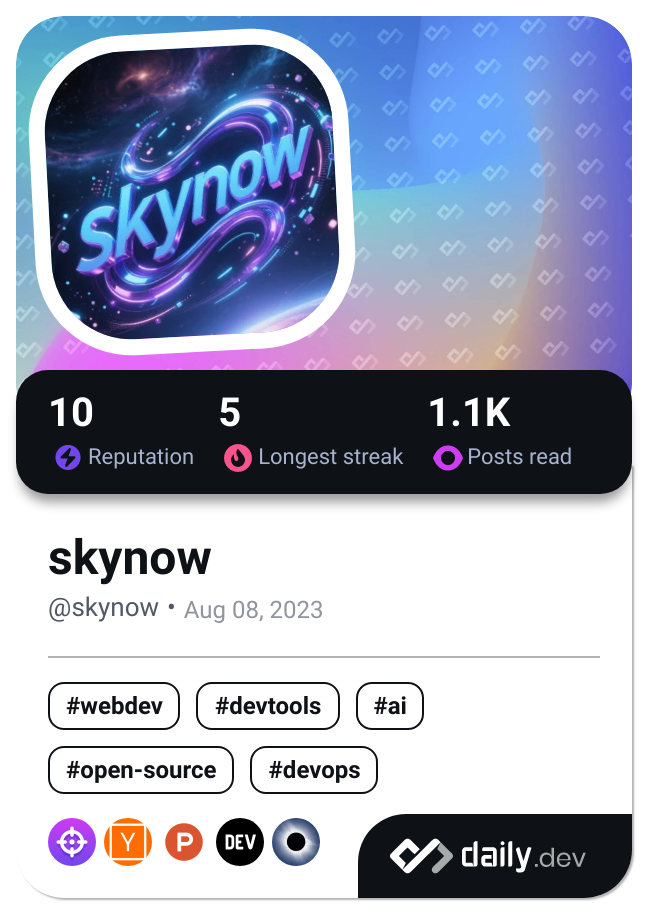 skynow
10 5 1.1K
Reputation Longest streak Posts read
skynow
@skynow • Aug 08, 2023
#webdev #devtools #ai
#open-source #devops
Y P DEV daily.dev